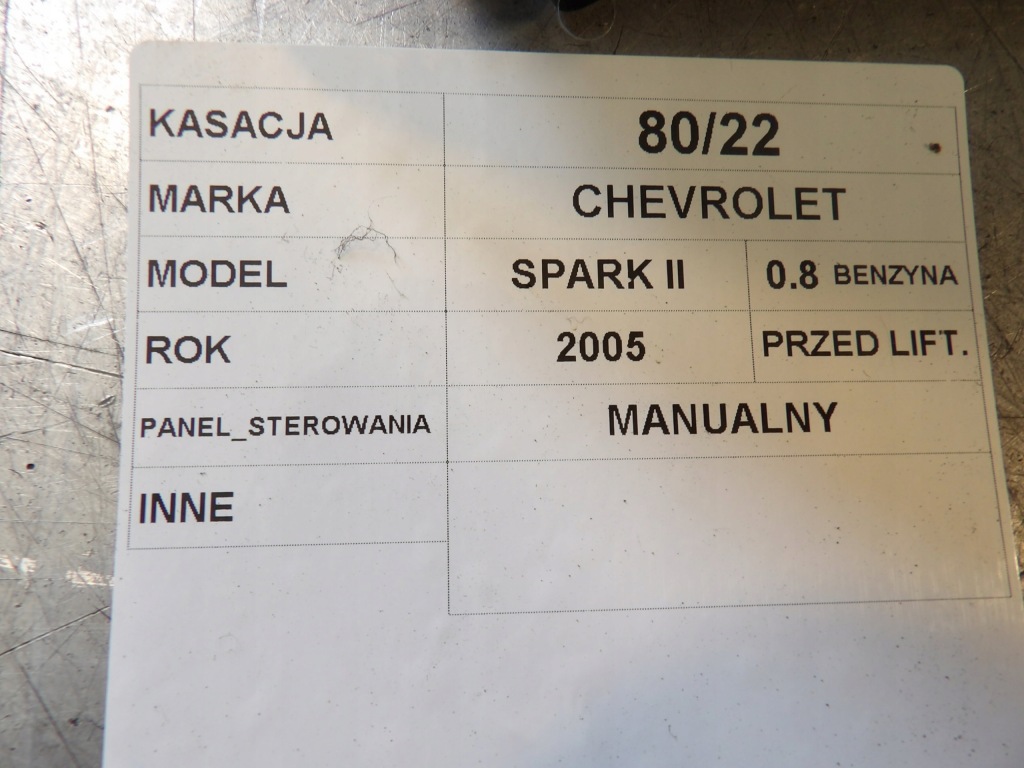 KASACJA 80/22
MARKA CHEVROLET
MODEL SPARK II 0.8 BENZYNA
ROK 2005 PRZED LIFT.
PANEL_STEROWANIA MANUALNY
INNE